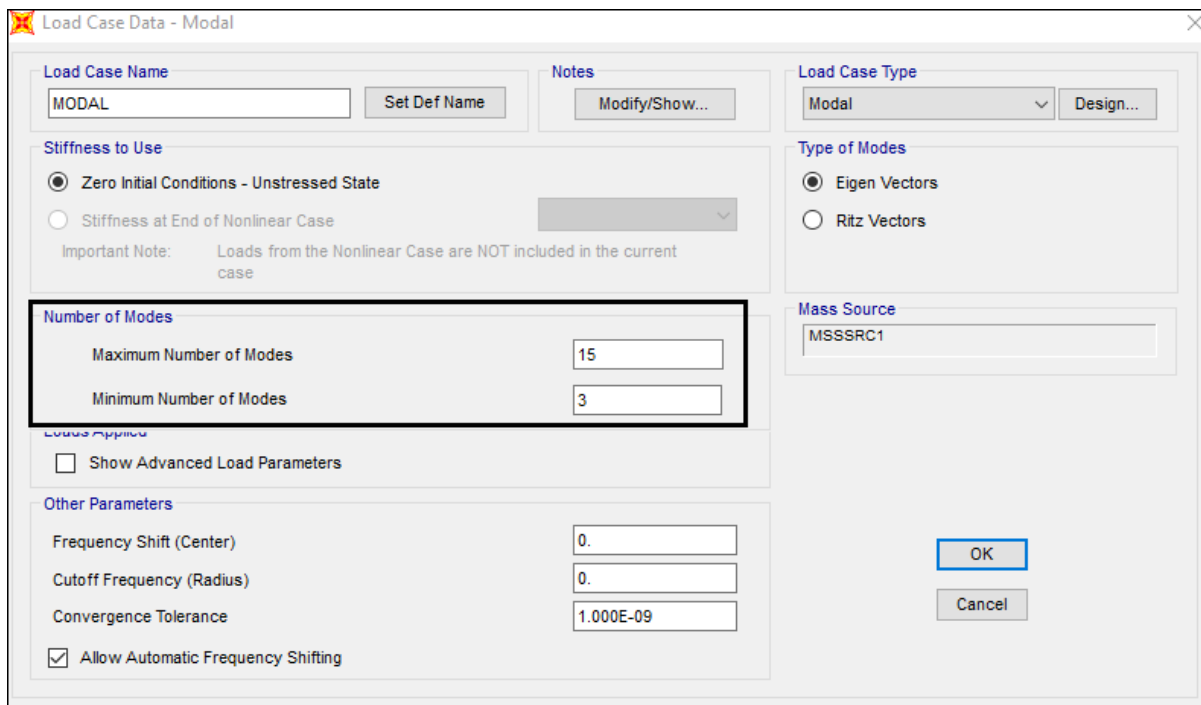 Load Case Data - Modal
Load Case Name
MODAL
Set Def Name
Notes
Modify/Show...
Load Case Type
Modal
Design...
Stiffness to Use
Zero Initial Conditions - Unstressed State
Stiffness at End of Nonlinear Case
Important Note: Loads from the Nonlinear Case are NOT included in the current
case
Type of Modes
Eigen Vectors
Ritz Vectors
Number of Modes
Maximum Number of Modes 15
Minimum Number of Modes 3
Mass Source
MSSSRC1
Loads Applied
Show Advanced Load Parameters
Other Parameters
Frequency Shift (Center) 0.
Cutoff Frequency (Radius) 0.
Convergence Tolerance 1.000E-09
Allow Automatic Frequency Shifting
OK
Cancel